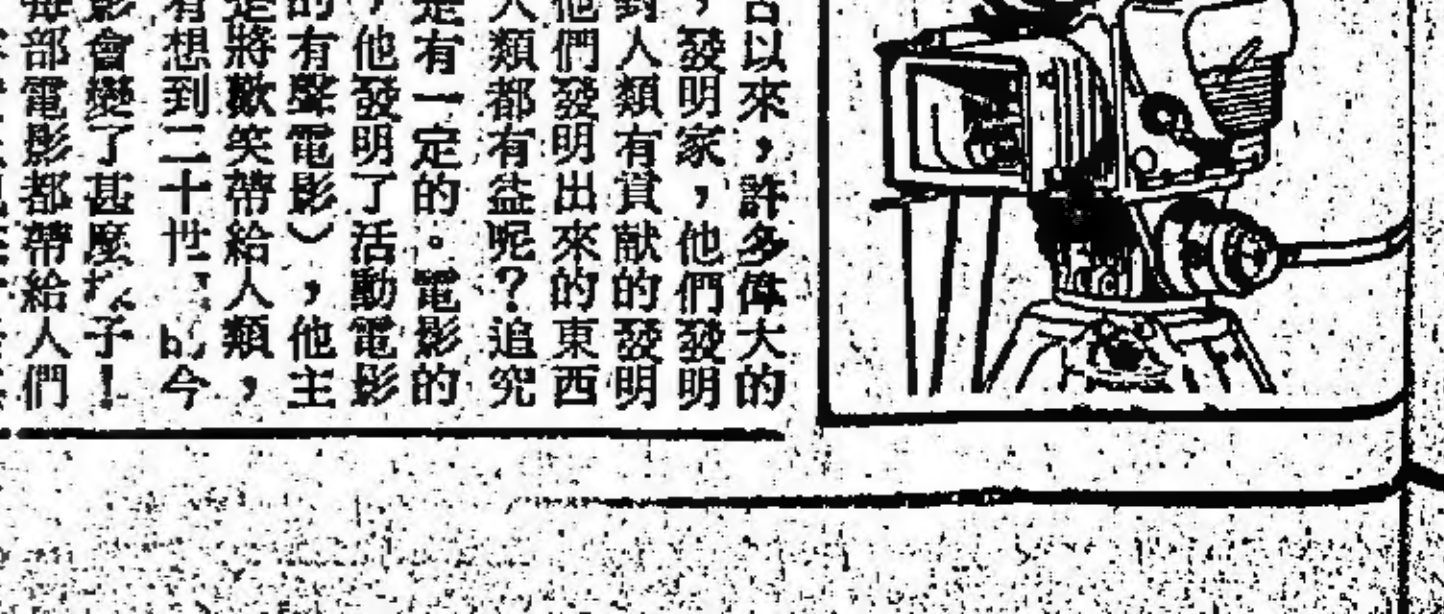 以來，許多偉大的
，發明家，他們發明
對人類有貢献的發明
他們發明出來的東西
人類都有益呢？追究
是有一定的。電影的
，他發明了活動電影
的有聲電影），他主
是將歡笑帶給人類，
有想到二十世 今
影會變了甚麼 子！
每部電影都帶給人們